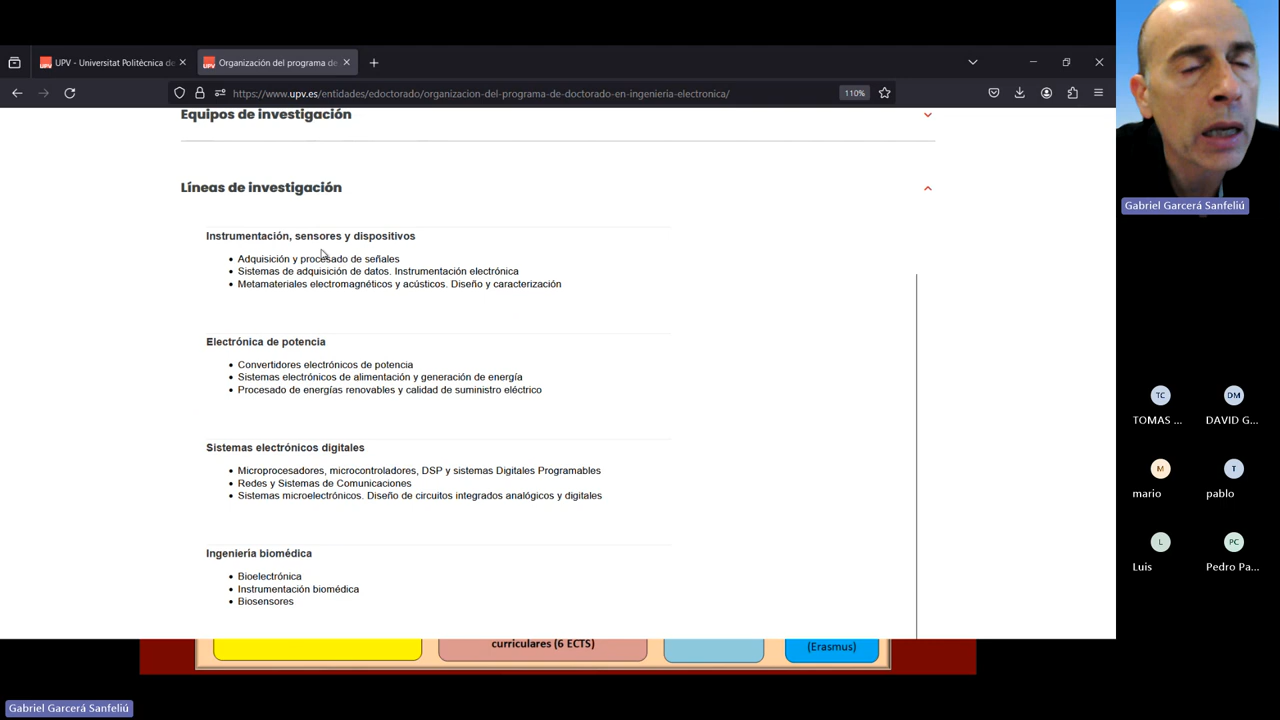 UPV - Universitat Politècnica de
Organización del programa de
https://www.upv.es/entidades/edoctorado/organizacion-del-programa-de-doctorado-en-ingenieria-electronica/
110%
Equipos de investigación
Líneas de investigación
Instrumentación, sensores y dispositivos
Adquisición y procesado de señales
Sistemas de adquisición de datos. Instrumentación electrónica
Metamateriales electromagnéticos y acústicos. Diseño y caracterización
Electrónica de potencia
Convertidores electrónicos de potencia
Sistemas electrónicos de alimentación y generación de energía
Procesado de energías renovables y calidad de suministro eléctrico
Sistemas electrónicos digitales
Microprocesadores, microcontroladores, DSP y sistemas Digitales Programables
Redes y Sistemas de Comunicaciones
Sistemas microelectrónicos. Diseño de circuitos integrados analógicos y digitales
Ingeniería biomédica
Bioelectrónica
Instrumentación biomédica
Biosensores
curriculares (6 ECTS)
(Erasmus)
Gabriel Garcerá Sanfeliú
Gabriel Garcerá Sanfeliú
TC
DM
TOMAS ...
DAVID G...
M
T
mario
pablo
L
PC
Luis
Pedro Pa...